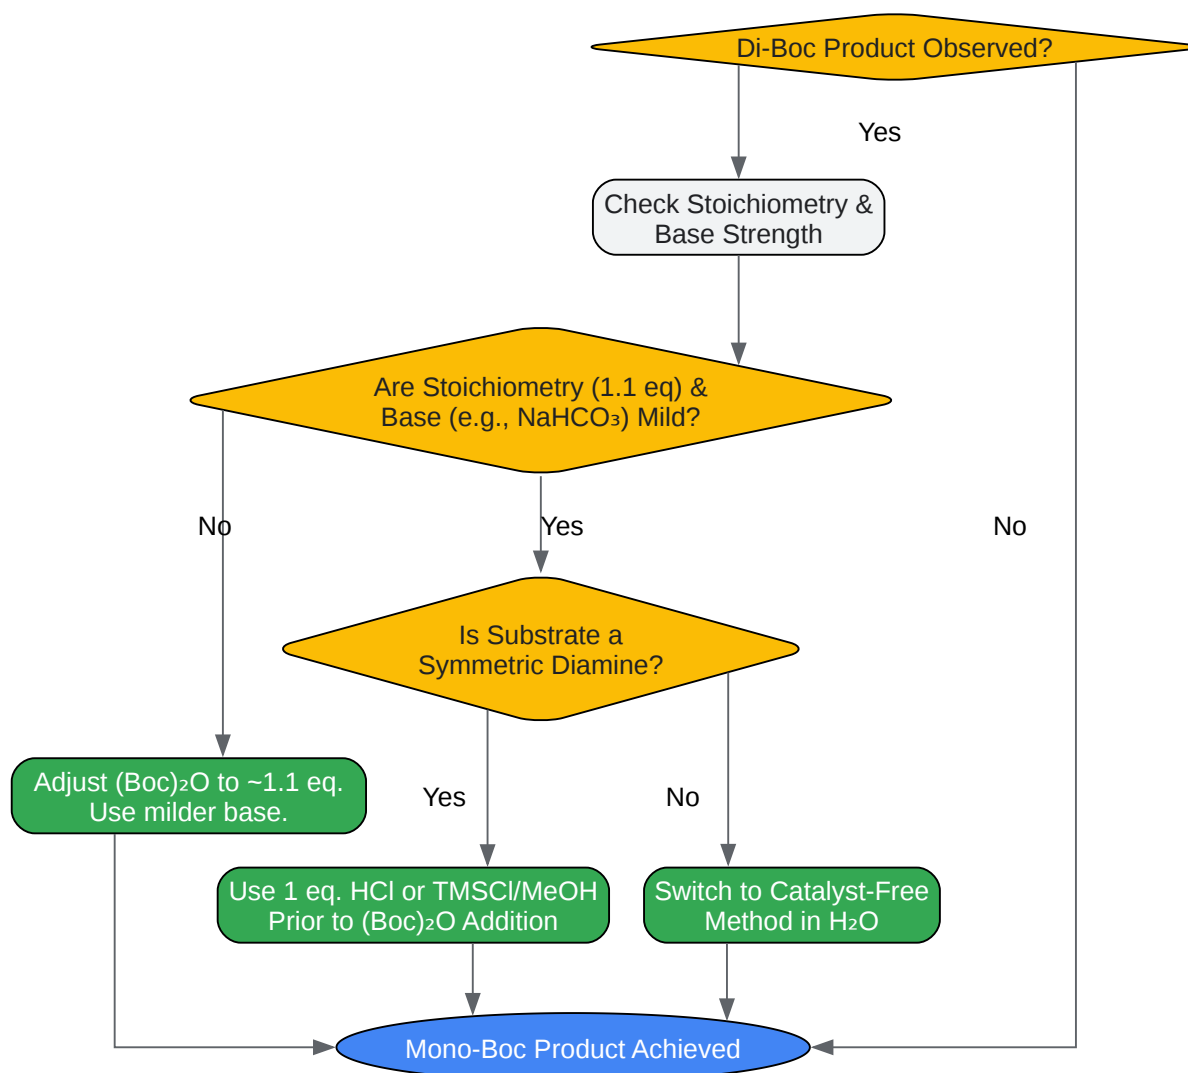 Di-Boc Product Observed?
Yes
Check Stoichiometry &
Base Strength
Are Stoichiometry (1.1 eq) &
Base (e.g., NaHCO₃) Mild?
No
Yes
No
Is Substrate a
Symmetric Diamine?
Adjust (Boc)₂O to ~1.1 eq.
Use milder base.
Yes
No
Use 1 eq. HCl or TMSCl/MeOH
Prior to (Boc)₂O Addition
Switch to Catalyst-Free
Method in H₂O
Mono-Boc Product Achieved